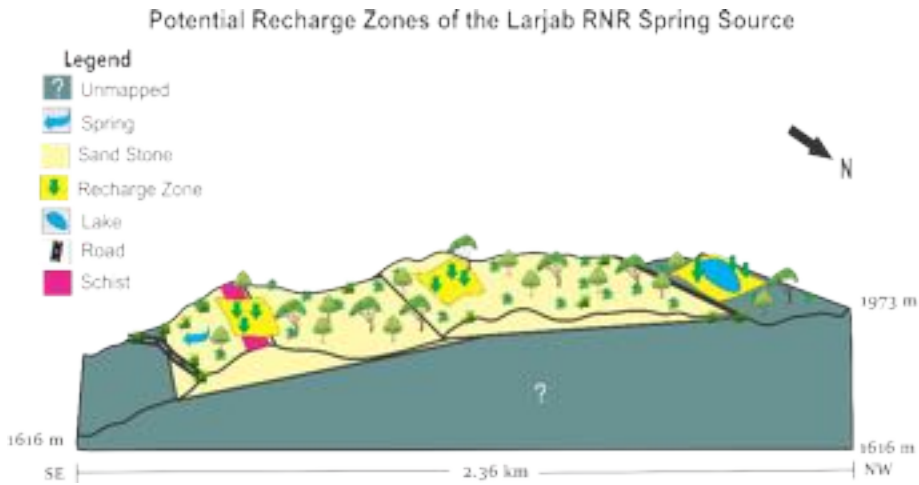 Potential Recharge Zones of the Larjab RNR Spring Source
Legend
? Unmapped
Spring
Sand Stone
Recharge Zone
Lake
Road
Schist
N
1973 m
?
1616 m
1616 m
SE
2.36 km
NW